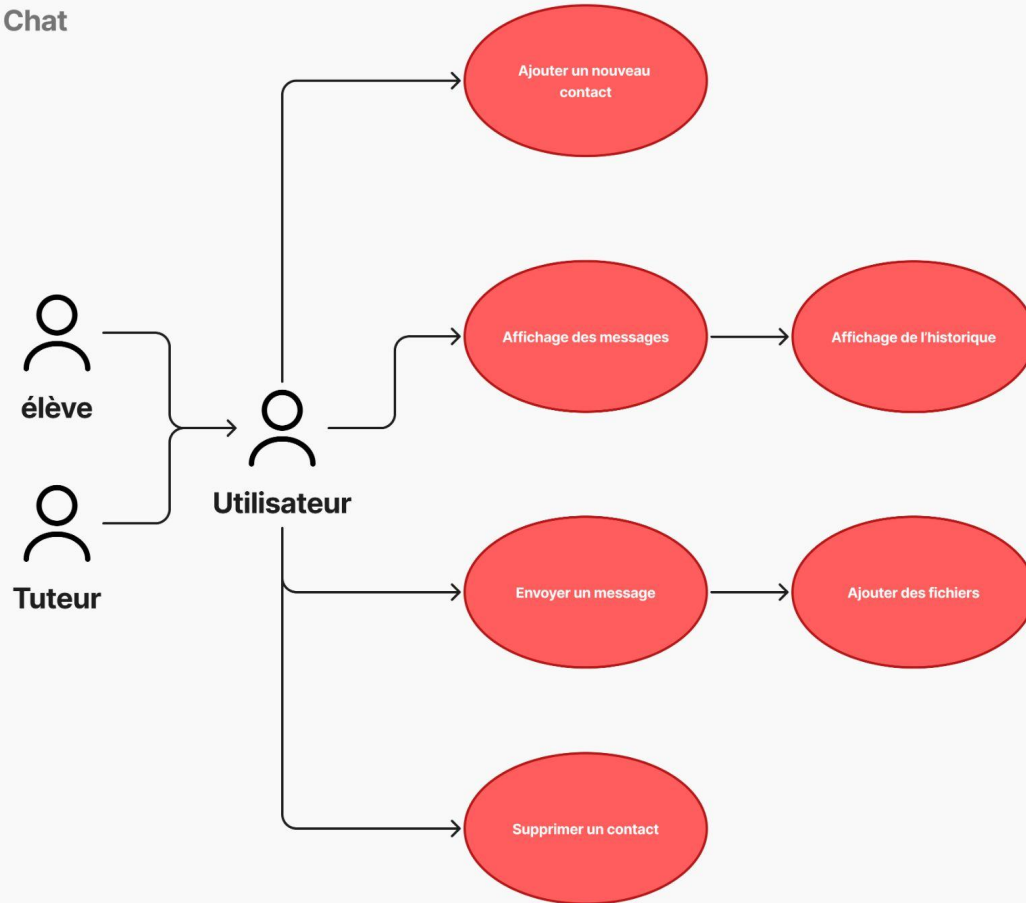 Chat
Ajouter un nouveau
contact
Affichage des messages
Affichage de l'historique
élève
Utilisateur
Envoyer un message
Ajouter des fichiers
Tuteur
Supprimer un contact